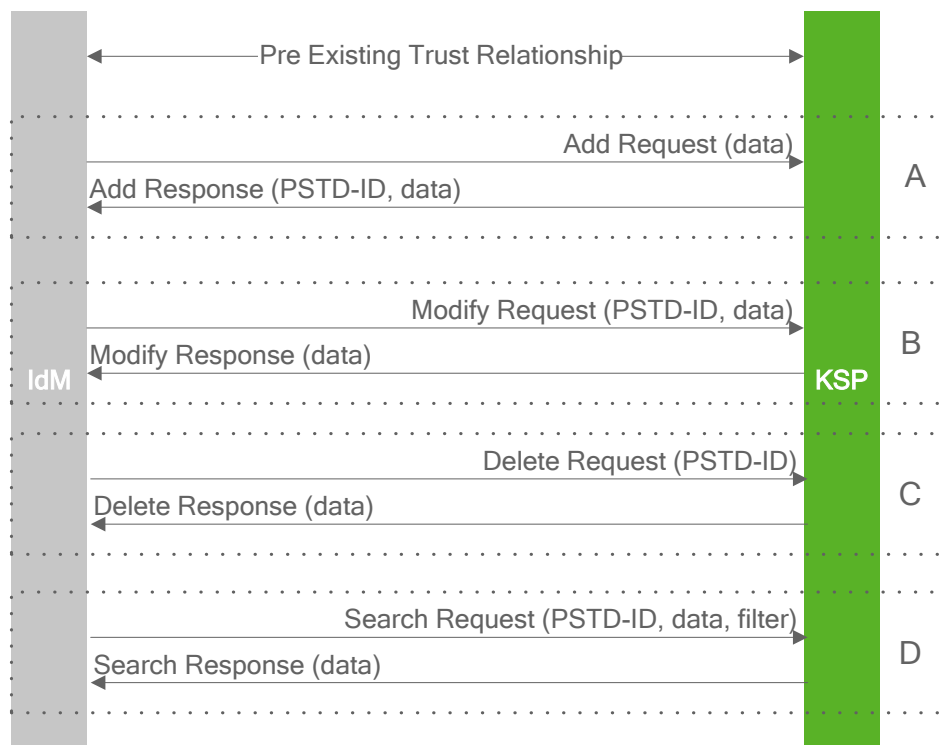 Pre Existing Trust Relationship
Add Request (data)
A
Add Response (PSTD-ID, data)
Modify Request (PSTD-ID, data)
B
Modify Response (data)
IdM
KSP
Delete Request (PSTD-ID)
C
Delete Response (data)
Search Request (PSTD-ID, data, filter)
D
Search Response (data)